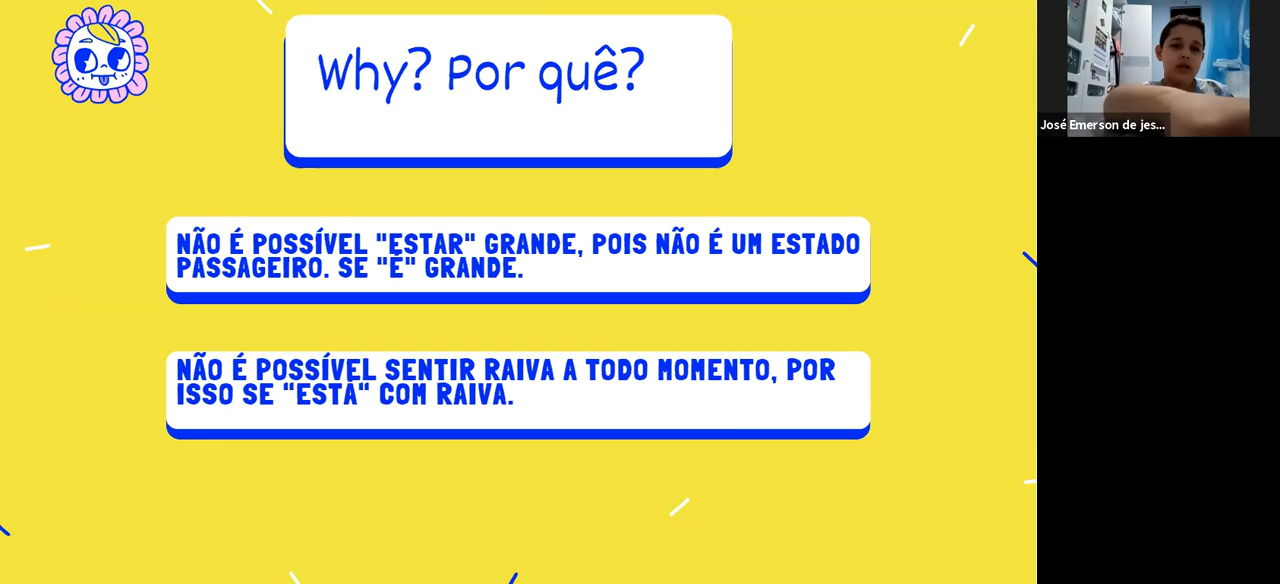 Why? Por quê?
NÃO É POSSÍVEL "ESTAR" GRANDE, POIS NÃO É UM ESTADO
PASSAGEIRO. SE "É" GRANDE.
NÃO É POSSÍVEL SENTIR RAIVA A TODO MOMENTO, POR
ISSO SE "ESTÁ" COM RAIVA.
José Emerson de jes...